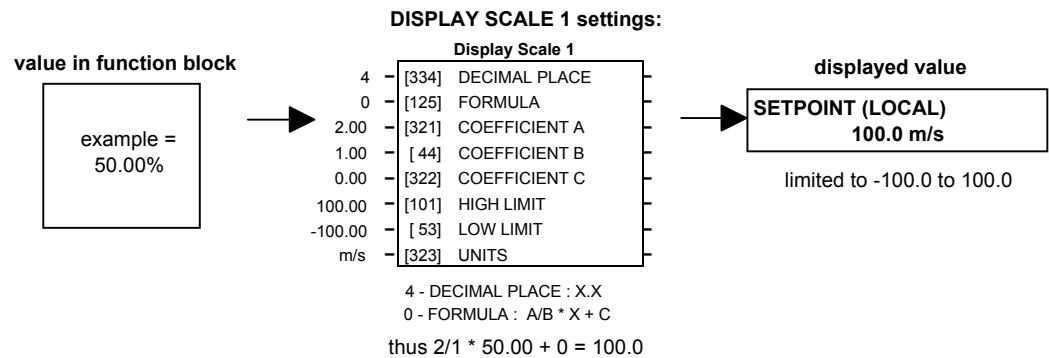 DISPLAY SCALE 1 settings:
value in function block
example =
50.00%
Display Scale 1
4 [334] DECIMAL PLACE
0 [125] FORMULA
2.00 [321] COEFFICIENT A
1.00 [ 44] COEFFICIENT B
0.00 [322] COEFFICIENT C
100.00 [101] HIGH LIMIT
-100.00 [ 53] LOW LIMIT
m/s [323] UNITS
4 - DECIMAL PLACE : X.X
0 - FORMULA : A/B * X + C
thus 2/1 * 50.00 + 0 = 100.0
displayed value
SETPOINT (LOCAL)
100.0 m/s
limited to -100.0 to 100.0